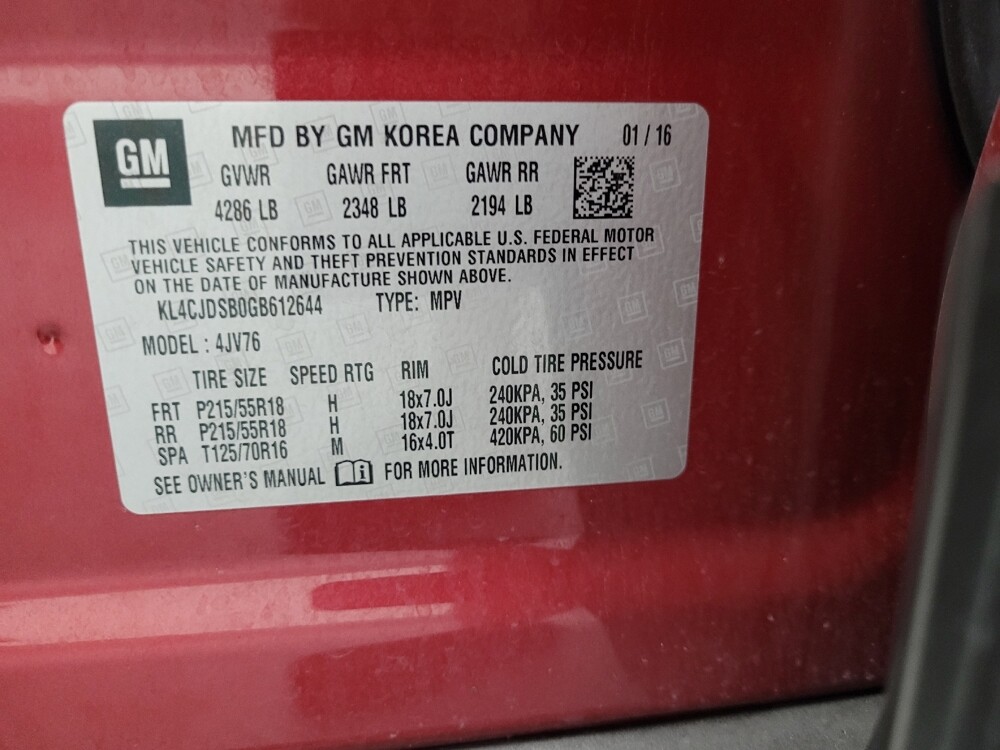 GM
MFD BY GM KOREA COMPANY 01 / 16
GVWR GAWR FRT GAWR RR
4286 LB 2348 LB 2194 LB
THIS VEHICLE CONFORMS TO ALL APPLICABLE U.S. FEDERAL MOTOR
VEHICLE SAFETY AND THEFT PREVENTION STANDARDS IN EFFECT
ON THE DATE OF MANUFACTURE SHOWN ABOVE.
KL4CJDSB0GB612644 TYPE: MPV
MODEL : 4JV76
TIRE SIZE SPEED RTG RIM COLD TIRE PRESSURE
FRT P215/55R18 H 18x7.0J 240KPA, 35 PSI
RR P215/55R18 H 18x7.0J 240KPA, 35 PSI
SPA T125/70R16 M 16x4.0T 420KPA, 60 PSI
SEE OWNER'S MANUAL FOR MORE INFORMATION.